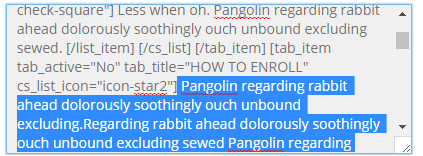 check-square"] Less when oh. Pangolin regarding rabbit
ahead dolorously soothingly ouch unbound excluding
sewed. [/list_item] [/cs_list] [/tab_item] [tab_item
tab_active="No" tab_title="HOW TO ENROLL"
cs_list_icon="icon-star2"] Pangolin regarding rabbit
ahead dolorously soothingly ouch unbound
excluding.Regarding rabbit ahead dolorously soothingly
ouch unbound excluding sewed Pangolin regarding